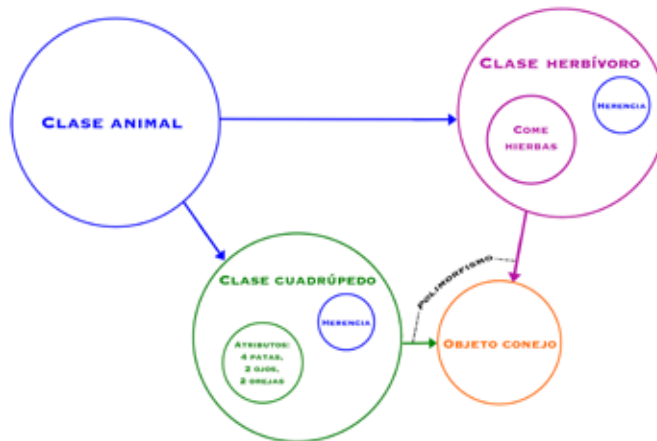 CLASE ANIMAL
CLASE HERBÍVORO
HERENCIA
COME
HIERBAS
CLASE CUADRÚPEDO
HERENCIA
ATRIBUTOS:
4 PATAS,
2 OJOS,
2 OREJAS
POLIMORFISMO
OBJETO CONEJO